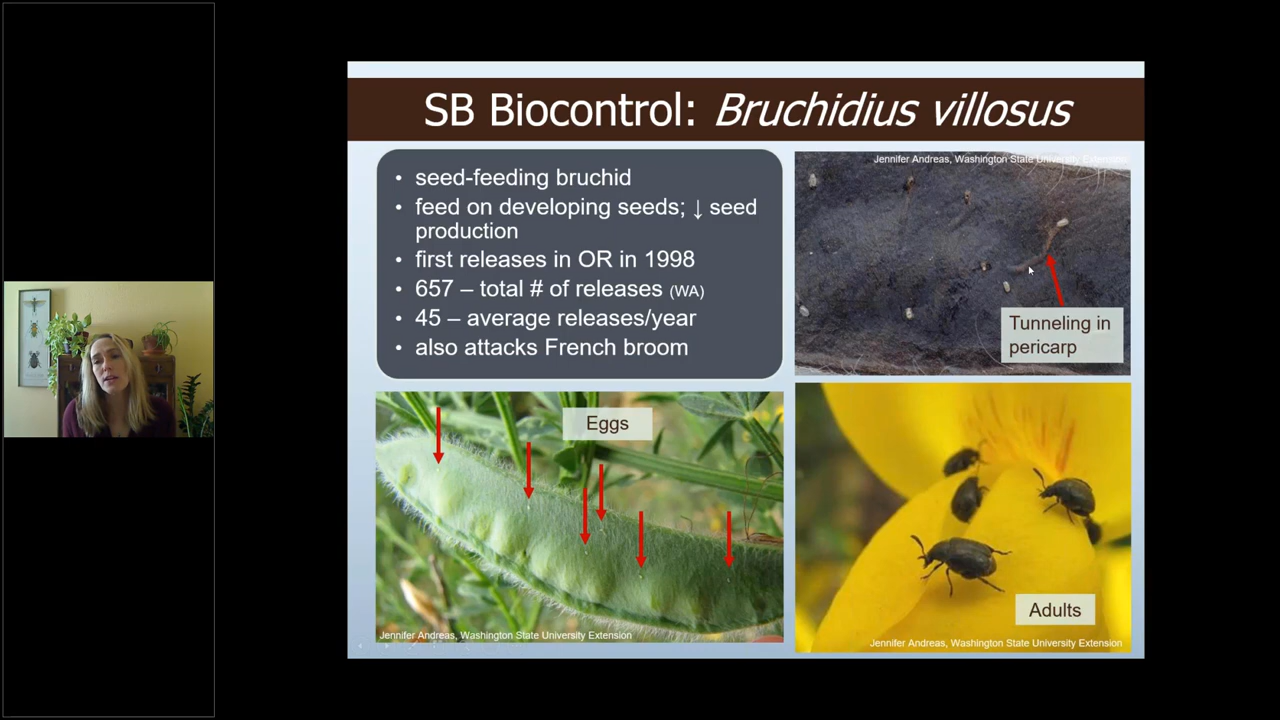 SB Biocontrol: Bruchidius villosus
• seed-feeding bruchid
• feed on developing seeds; ↓ seed
production
• first releases in OR in 1998
• 657 – total # of releases (WA)
• 45 – average releases/year
• also attacks French broom
Jennifer Andreas, Washington State University Extension
Tunneling in
pericarp
Eggs
Jennifer Andreas, Washington State University Extension
Adults
Jennifer Andreas, Washington State University Extension